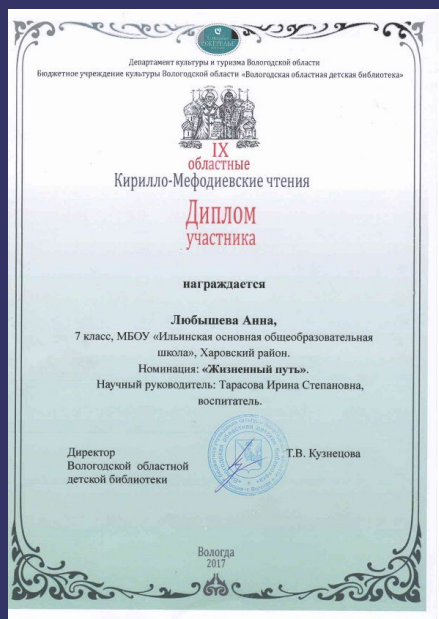 ОЖЕРЕЛЬЕ
Департамент культуры и туризма Вологодской области
Бюджетное учреждение культуры Вологодской области «Вологодская областная детская библиотека»
IX
областные
Кирилло-Мефодиевские чтения
Диплом
участника
награждается
Любышева Анна,
7 класс, МБОУ «Ильинская основная общеобразовательная
школа», Харовский район.
Номинация: «Жизненный путь».
Научный руководитель: Тарасова Ирина Степановна,
воспитатель.
Директор
Вологодской областной
детской библиотеки
Т.В. Кузнецова
Вологда
2017